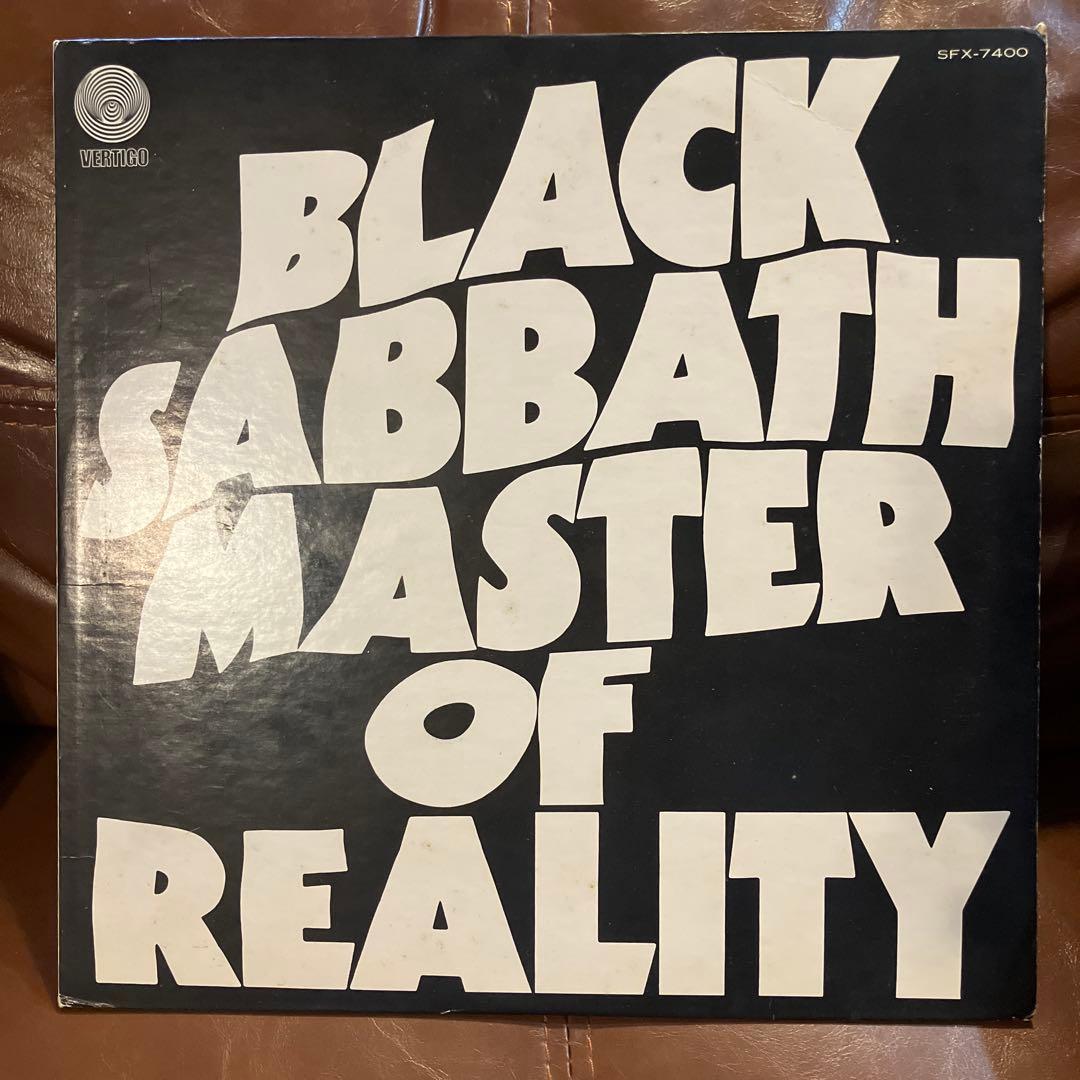 SFX-7400
VERTIGO
BLACK
SABBATH
MASTER
OF
REALITY